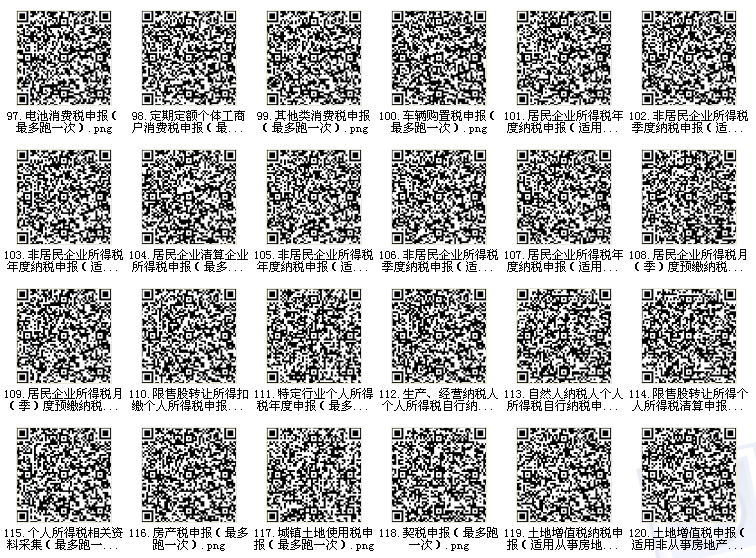 97. 电池消费税申报（
最多跑一次）.png
98. 定期定额个体工商
户消费税申报（最...
99. 其他类消费税申报
（最多跑一次）.png
100. 车辆购置税申报（
最多跑一次）.png
101. 居民企业所得税年
度纳税申报（适用...
102. 非居民企业所得税
季度纳税申报（适...
103. 非居民企业所得税
年度纳税申报（适...
104. 居民企业清算企业
所得税申报（最多...
105. 非居民企业所得税
年度纳税申报（适...
106. 非居民企业所得税
季度纳税申报（适...
107. 居民企业所得税年
度纳税申报（适用...
108. 居民企业所得税月
（季）度预缴纳税...
109. 居民企业所得税月
（季）度预缴纳税...
110. 限售股转让所得扣
缴个人所得税申报...
111. 特定行业个人所得
税年度申报（最多...
112. 生产、经营纳税人
个人所得税自行纳...
113. 自然人纳税人个人
所得税自行纳税申...
114. 限售股转让所得个
人所得税清算申报...
115. 个人所得税相关资
料采集（最多跑一...
116. 房产税申报（最多
跑一次）.png
117. 城镇土地使用税申
报（最多跑一次）.png
118. 契税申报（最多跑
一次）.png
119. 土地增值税纳税申
报（适用从事房地...
120. 土地增值税申报（
适用非从事房地产...